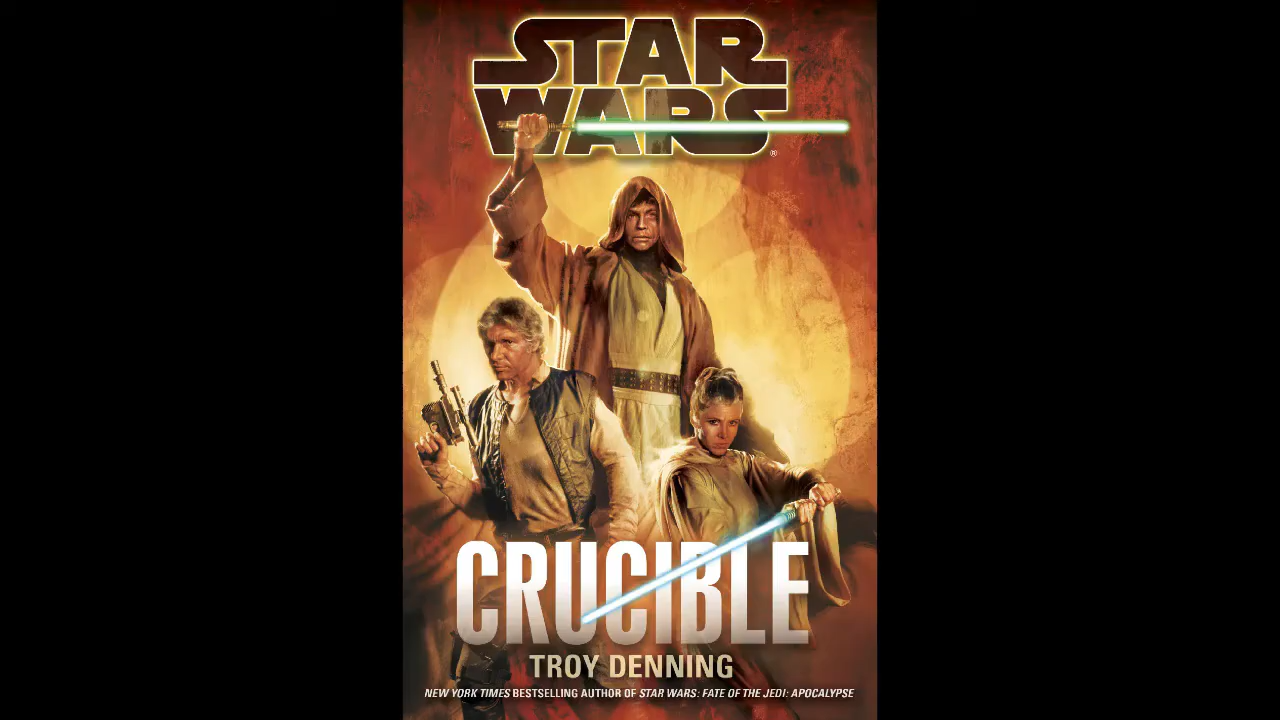 STAR
WARS®
CRUCIBLE
TROY DENNING
NEW YORK TIMES BESTSELLING AUTHOR OF STAR WARS: FATE OF THE JEDI: APOCALYPSE